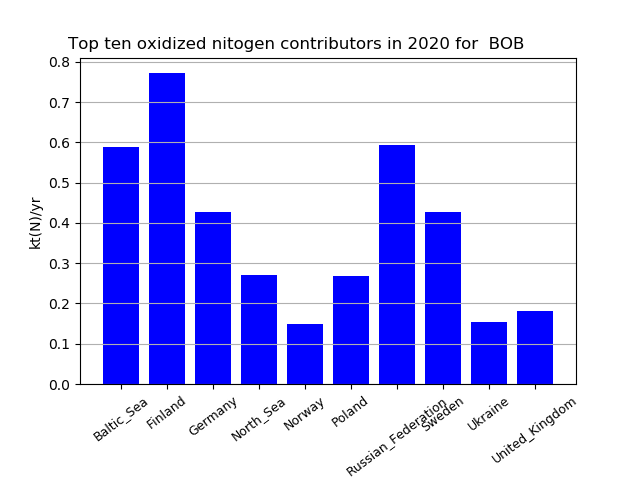 Top ten oxidized nitogen contributors in 2020 for  BOB
0.8
0.7
0.6
0.5
0.4
0.3
0.2
0.1
0.0
kt(N)/yr
Baltic_Sea
Finland
Germany
North_Sea
Norway
Poland
Russian_Federation
Sweden
Ukraine
United_Kingdom